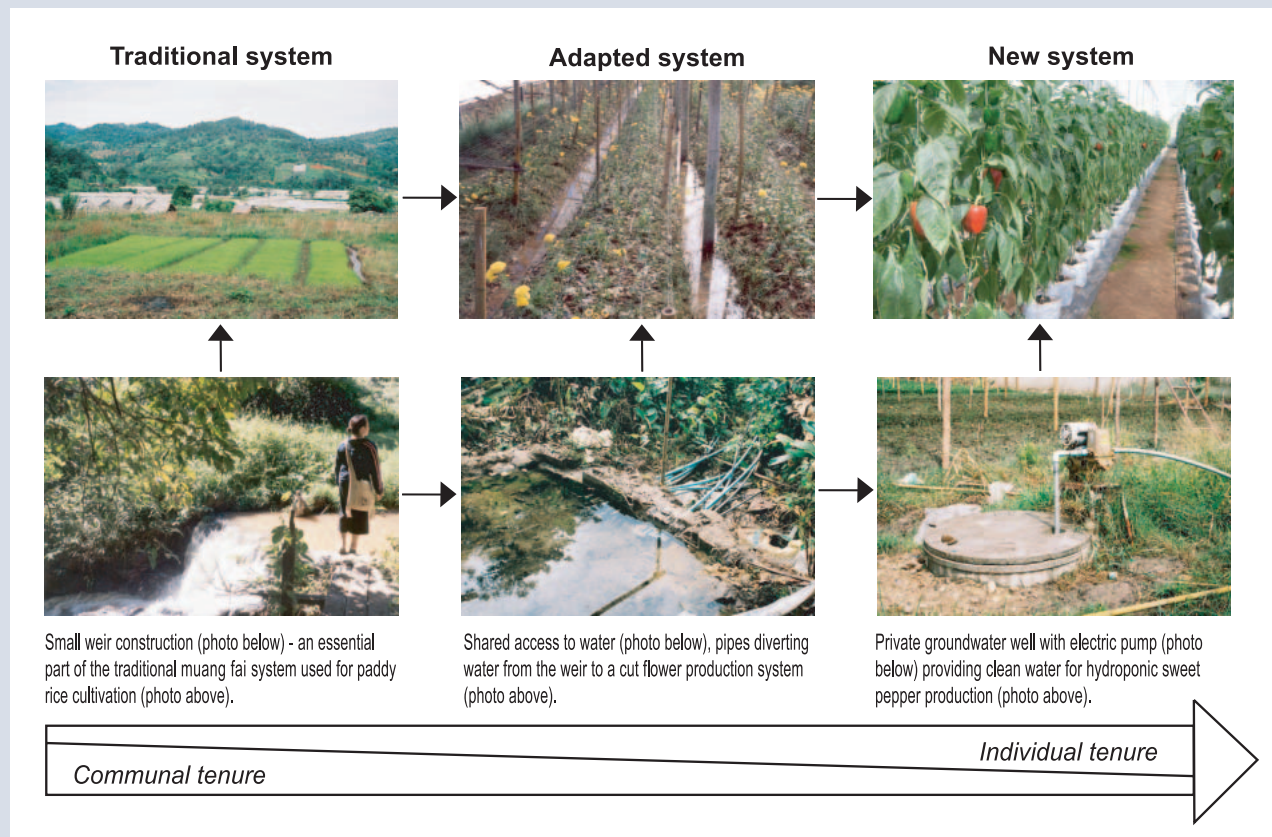 Traditional system
Adapted system
New system
Small weir construction (photo below) - an essential
part of the traditional muang fai system used for paddy
rice cultivation (photo above).
Shared access to water (photo below), pipes diverting
water from the weir to a cut flower production system
(photo above).
Private groundwater well with electric pump (photo
below) providing clean water for hydroponic sweet
pepper production (photo above).
Individual tenure
Communal tenure